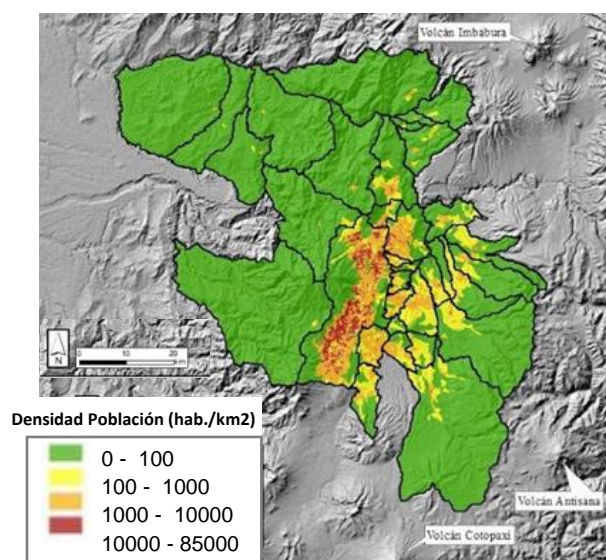 Volcán Imbabura
N
0 10 20
Densidad Población (hab./km2)
0 - 100
100 - 1000
1000 - 10000
10000 - 85000
Volcán Antisana
Volcán Cotopaxi